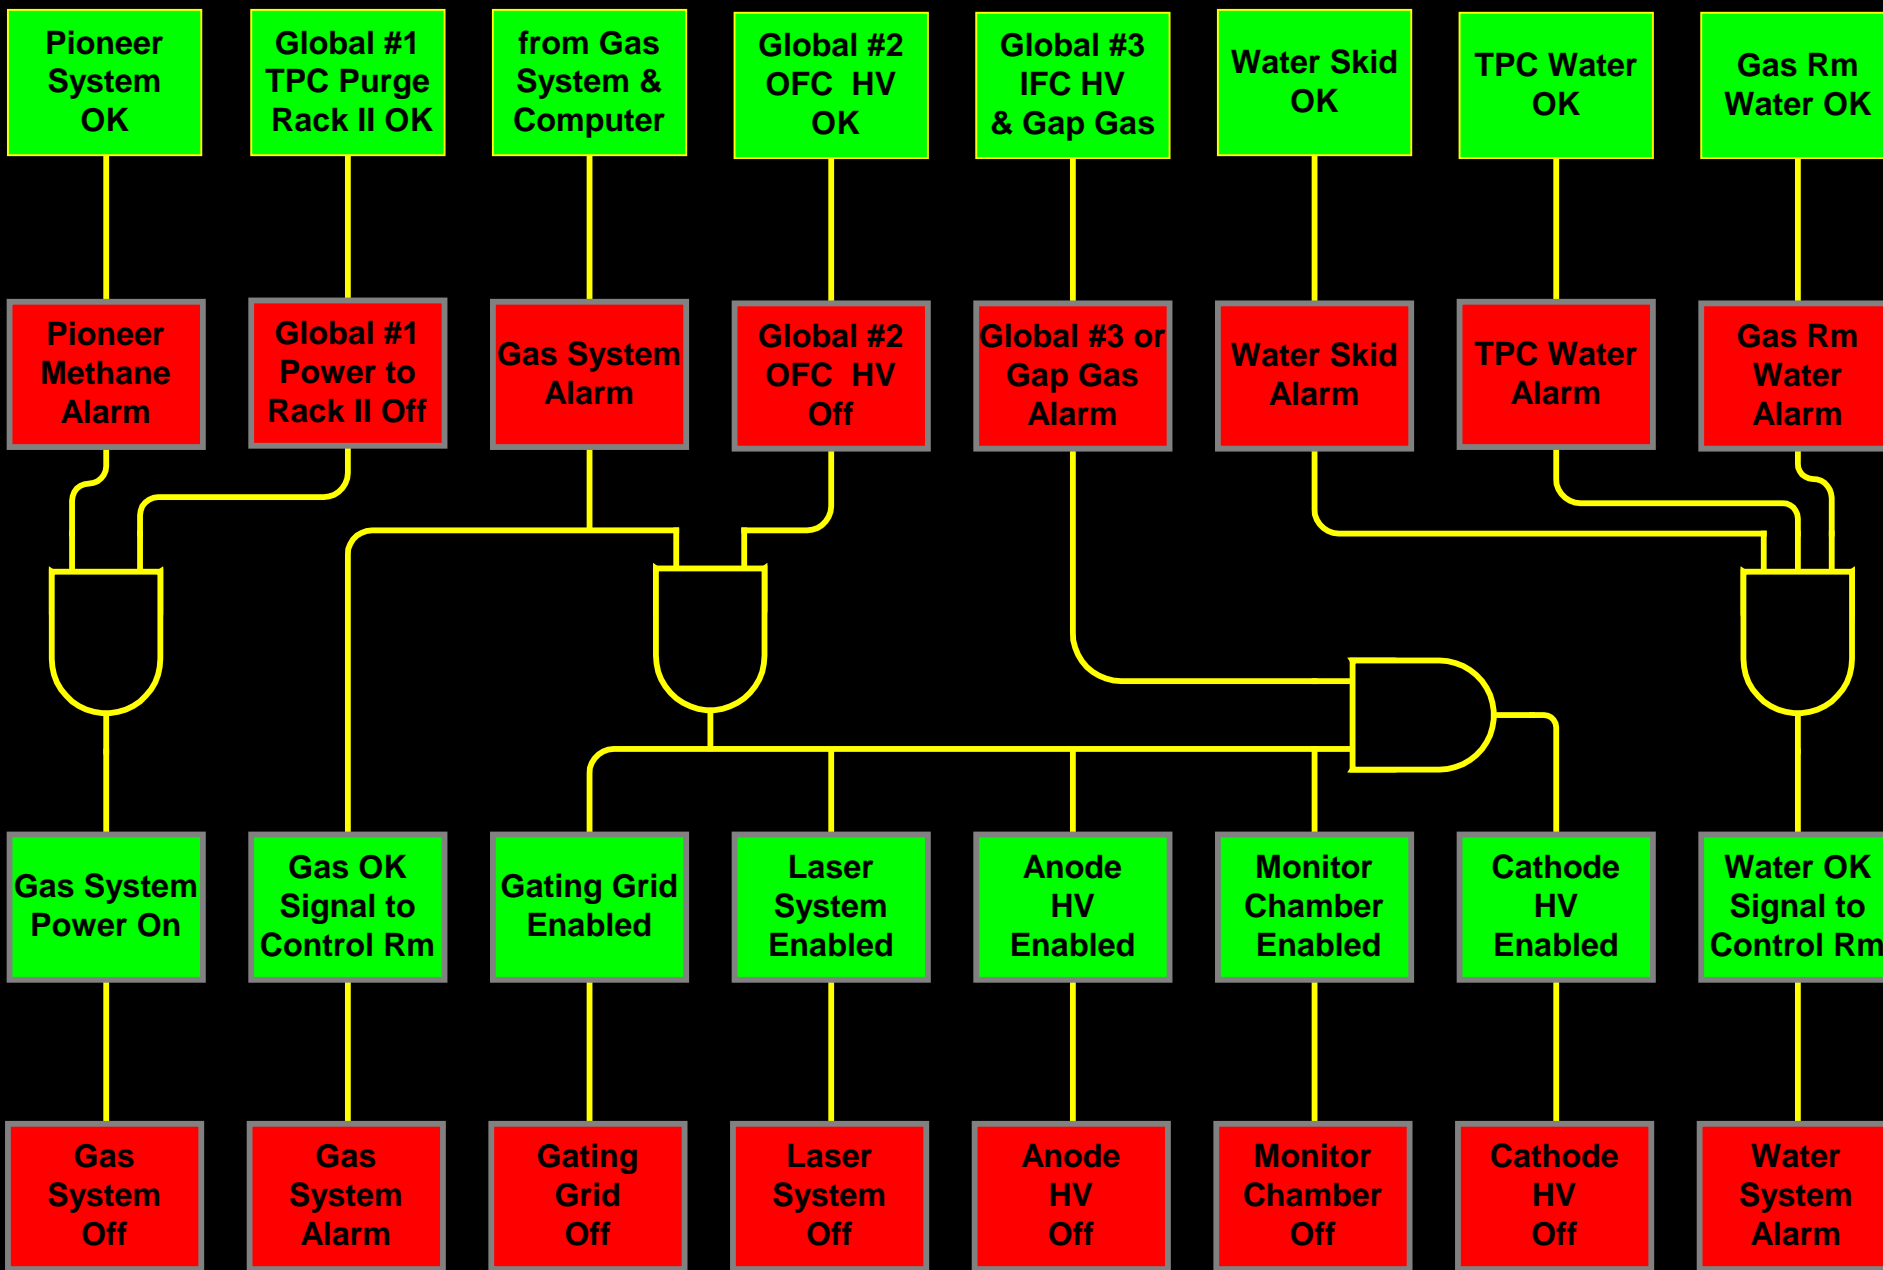 Pioneer
System
OK
Global #1
TPC Purge
Rack II OK
from Gas
System &
Computer
Global #2
OFC HV
OK
Global #3
IFC HV
& Gap Gas
Water Skid
OK
TPC Water
OK
Gas Rm
Water OK
Pioneer
Methane
Alarm
Global #1
Power to
Rack II Off
Gas System
Alarm
Global #2
OFC HV
Off
Global #3 or
Gap Gas
Alarm
Water Skid
Alarm
TPC Water
Alarm
Gas Rm
Water
Alarm
Gas System
Power On
Gas OK
Signal to
Control Rm
Gating Grid
Enabled
Laser
System
Enabled
Anode
HV
Enabled
Monitor
Chamber
Enabled
Cathode
HV
Enabled
Water OK
Signal to
Control Rm
Gas
System
Off
Gas
System
Alarm
Gating
Grid
Off
Laser
System
Off
Anode
HV
Off
Monitor
Chamber
Off
Cathode
HV
Off
Water
System
Alarm